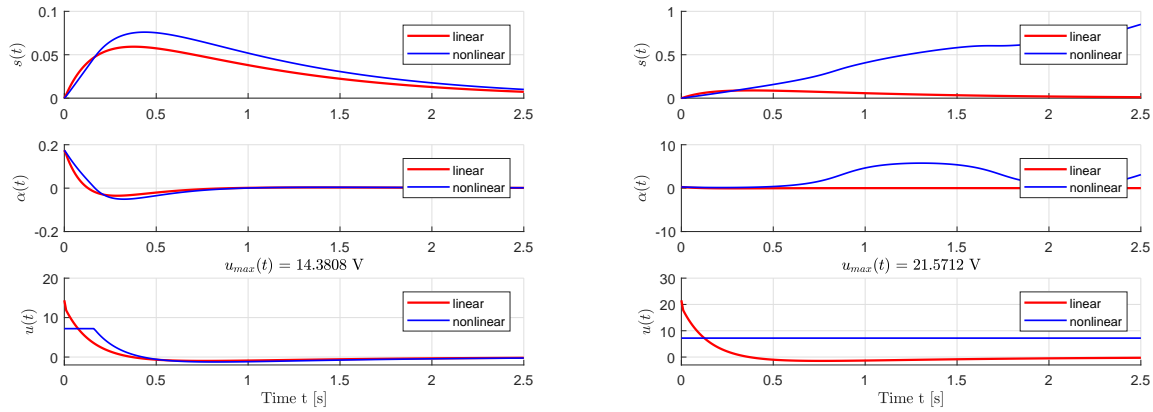 0.1
0.05
0
s(t)
linear
nonlinear
0 0.5 1 1.5 2 2.5
0.2
0
-0.2
α(t)
linear
nonlinear
0 0.5 1 1.5 2 2.5
u_max(t) = 14.3808 V
20
10
0
u(t)
linear
nonlinear
0 0.5 1 1.5 2 2.5
Time t [s]
1
0.5
0
s(t)
linear
nonlinear
0 0.5 1 1.5 2 2.5
10
0
-10
α(t)
linear
nonlinear
0 0.5 1 1.5 2 2.5
u_max(t) = 21.5712 V
30
20
10
0
u(t)
linear
nonlinear
0 0.5 1 1.5 2 2.5
Time t [s]